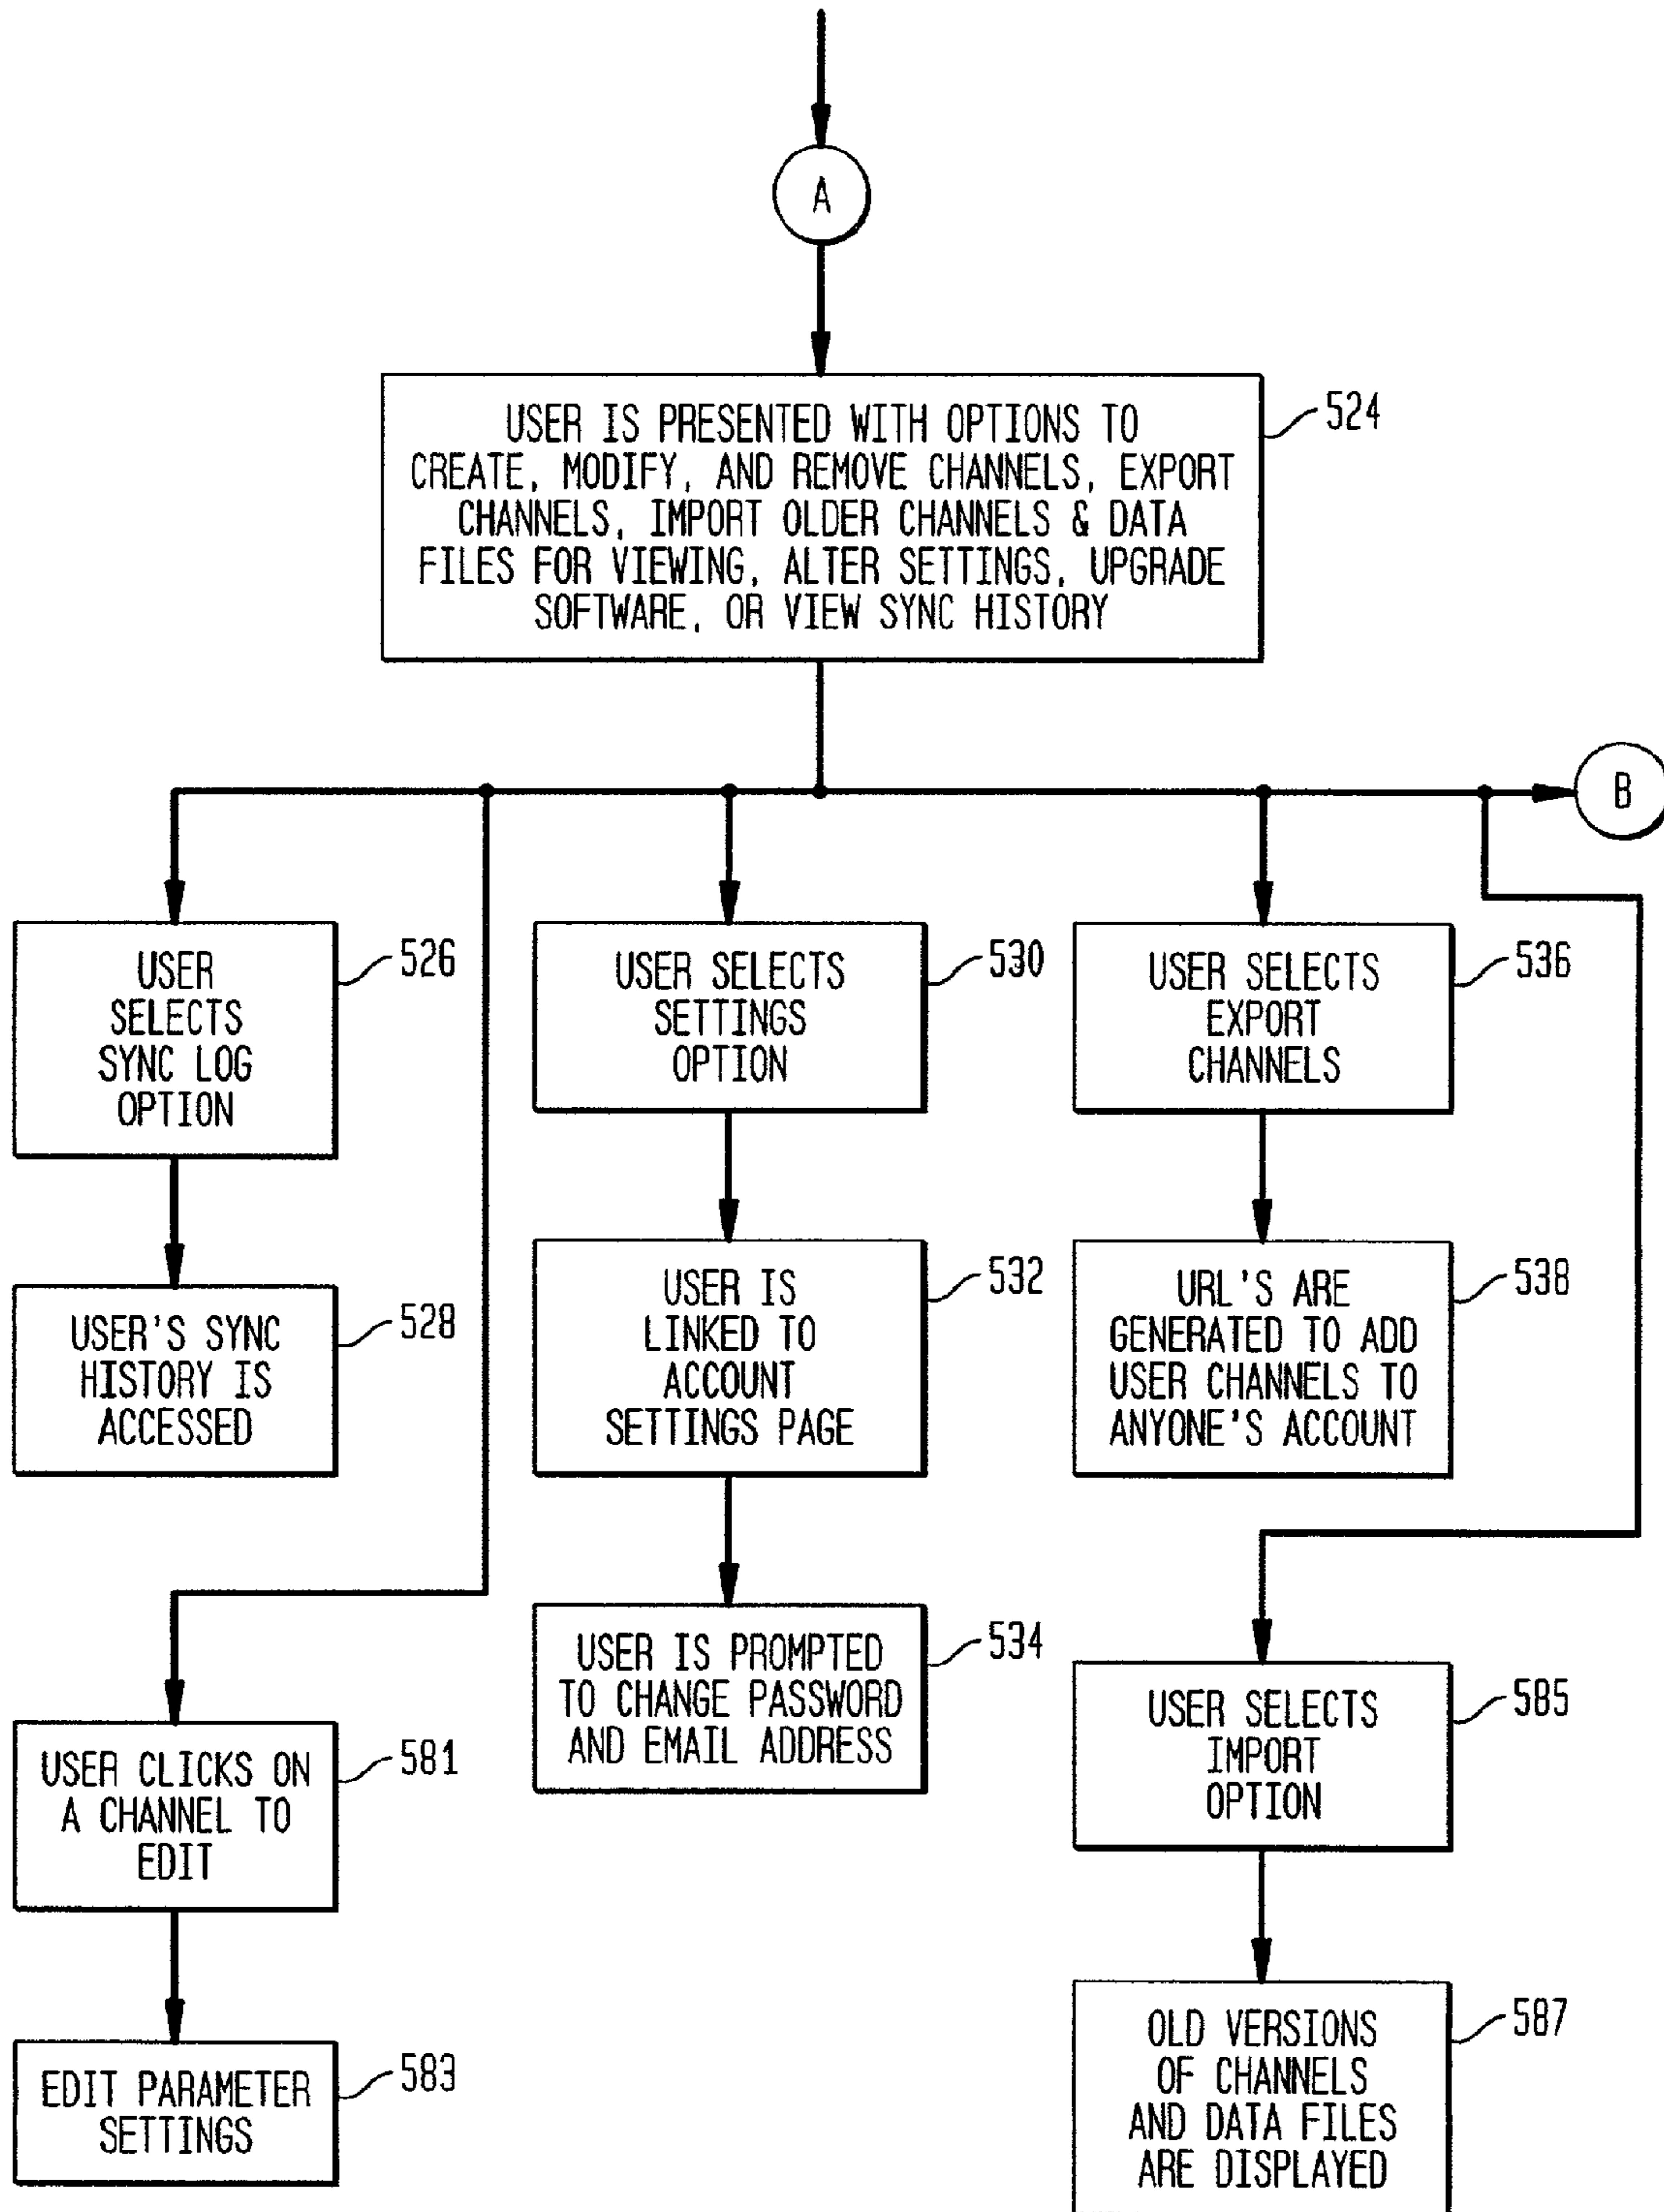 A
USER IS PRESENTED WITH OPTIONS TO
CREATE, MODIFY, AND REMOVE CHANNELS, EXPORT
CHANNELS, IMPORT OLDER CHANNELS & DATA
FILES FOR VIEWING, ALTER SETTINGS, UPGRADE
SOFTWARE, OR VIEW SYNC HISTORY
524
B
USER
SELECTS
SYNC LOG
OPTION
526
USER'S SYNC
HISTORY IS
ACCESSED
528
USER CLICKS ON
A CHANNEL TO
EDIT
581
EDIT PARAMETER
SETTINGS
583
USER SELECTS
SETTINGS
OPTION
530
USER IS
LINKED TO
ACCOUNT
SETTINGS PAGE
532
USER IS PROMPTED
TO CHANGE PASSWORD
AND EMAIL ADDRESS
534
USER SELECTS
EXPORT
CHANNELS
536
URL'S ARE
GENERATED TO ADD
USER CHANNELS TO
ANYONE'S ACCOUNT
538
USER SELECTS
IMPORT
OPTION
585
OLD VERSIONS
OF CHANNELS
AND DATA FILES
ARE DISPLAYED
587